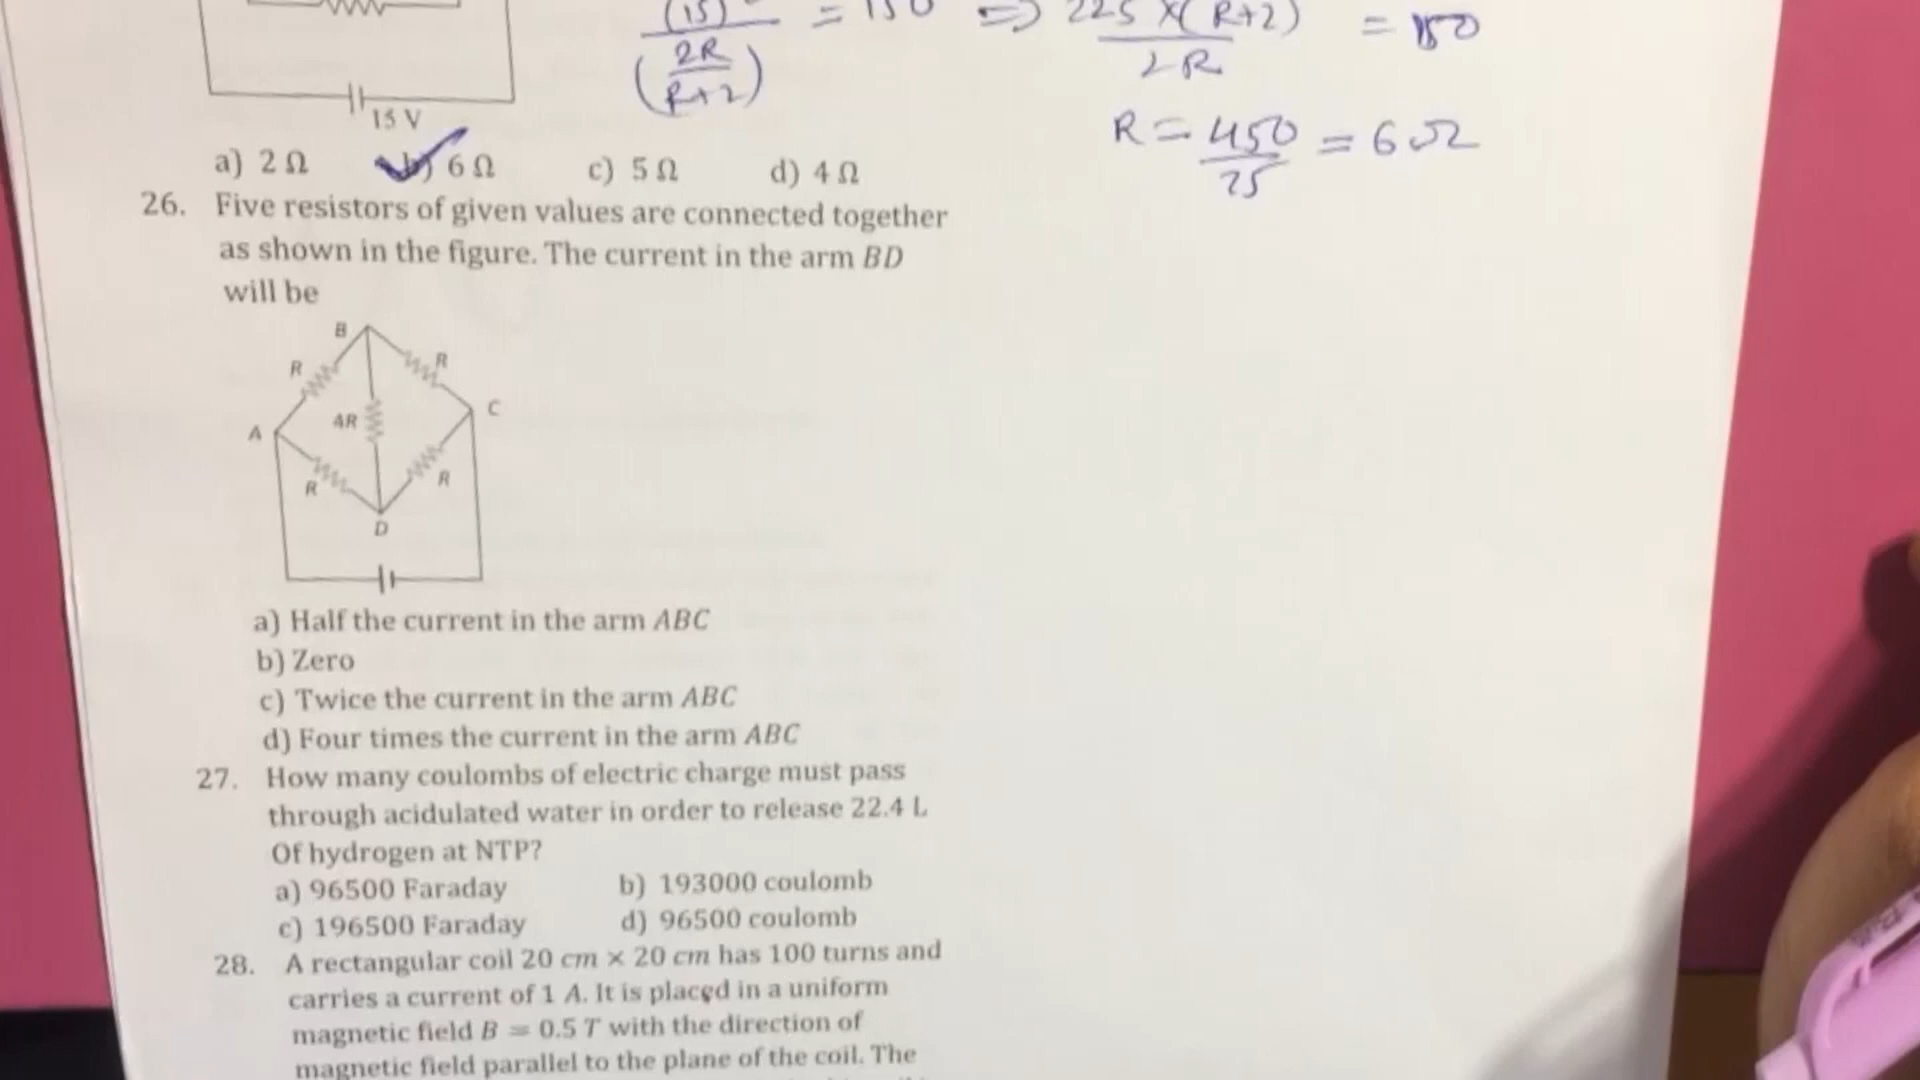 (15)
—— = 150 => 225 × (R+2) = 150
(2R / R+2) 2R
15 V
R = 450 / 75 = 6 Ω
a) 2 Ω b) 6 Ω c) 5 Ω d) 4 Ω
26. Five resistors of given values are connected together
as shown in the figure. The current in the arm BD
will be
B
R R
4R C
A
R R
D
a) Half the current in the arm ABC
b) Zero
c) Twice the current in the arm ABC
d) Four times the current in the arm ABC
27. How many coulombs of electric charge must pass
through acidulated water in order to release 22.4 L
Of hydrogen at NTP?
a) 96500 Faraday b) 193000 coulomb
c) 196500 Faraday d) 96500 coulomb
28. A rectangular coil 20 cm × 20 cm has 100 turns and
carries a current of 1 A. It is placed in a uniform
magnetic field B = 0.5 T with the direction of
magnetic field parallel to the plane of the coil. The